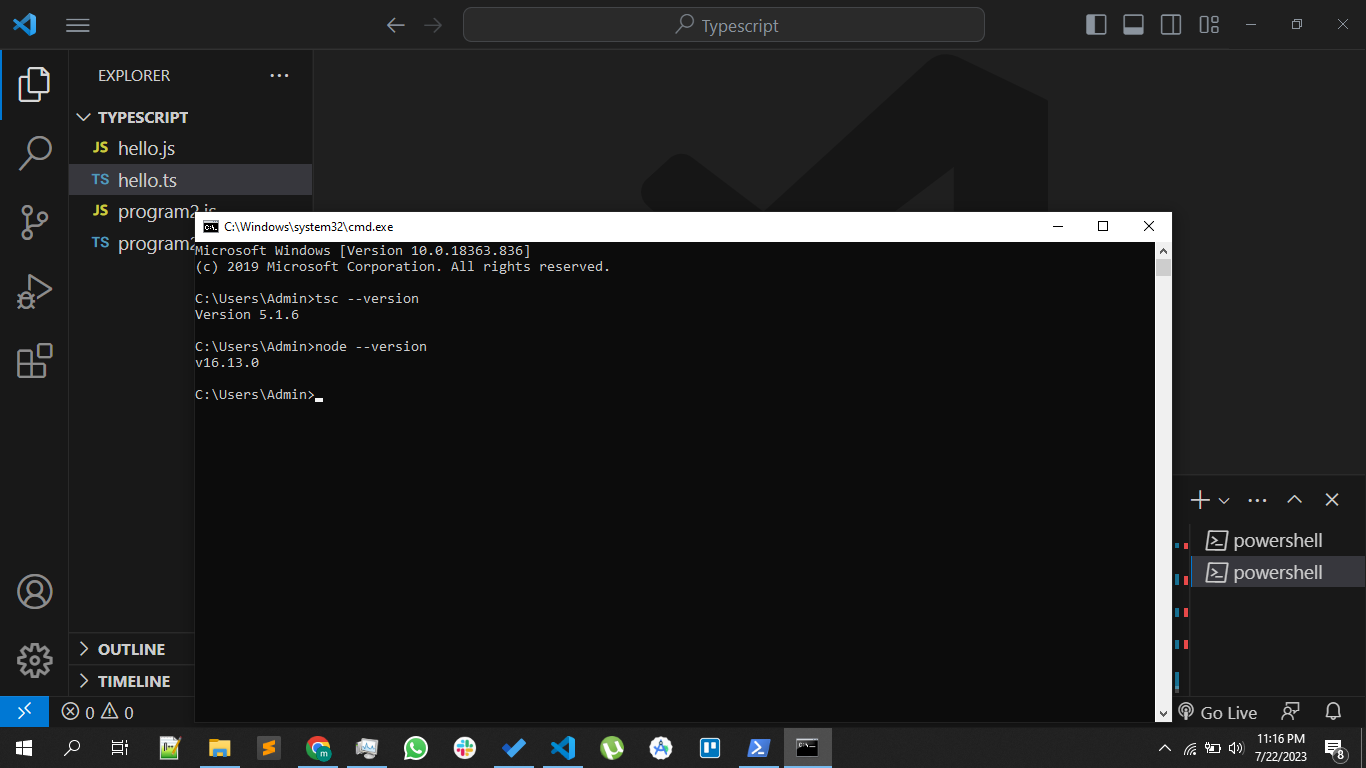 Typescript
EXPLORER
TYPESCRIPT
JS hello.js
TS hello.ts
JS program2.js
TS program2
C:\Windows\system32\cmd.exe
Microsoft Windows [Version 10.0.18363.836]
(c) 2019 Microsoft Corporation. All rights reserved.
C:\Users\Admin>tsc --version
Version 5.1.6
C:\Users\Admin>node --version
v16.13.0
C:\Users\Admin>
powershell
powershell
OUTLINE
TIMELINE
0 0
Go Live
11:16 PM
7/22/2023
8